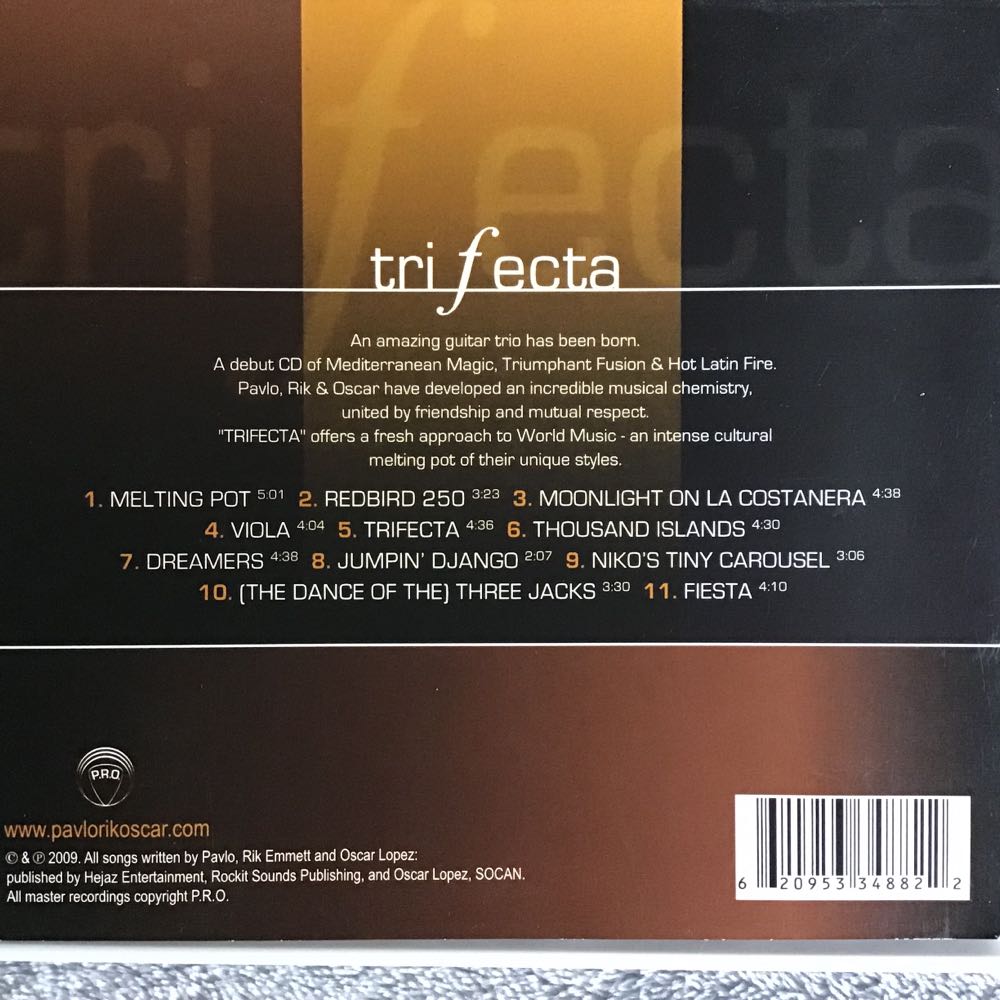 trifecta
trifecta
An amazing guitar trio has been born.
A debut CD of Mediterranean Magic, Triumphant Fusion & Hot Latin Fire.
Pavlo, Rik & Oscar have developed an incredible musical chemistry,
united by friendship and mutual respect.
"TRIFECTA" offers a fresh approach to World Music - an intense cultural
melting pot of their unique styles.
1. MELTING POT 5:01 2. REDBIRD 250 3:23 3. MOONLIGHT ON LA COSTANERA 4:38
4. VIOLA 4:04 5. TRIFECTA 4:36 6. THOUSAND ISLANDS 4:30
7. DREAMERS 4:38 8. JUMPIN' DJANGO 2:07 9. NIKO'S TINY CAROUSEL 3:06
10. (THE DANCE OF THE) THREE JACKS 3:30 11. FIESTA 4:10
P.R.O.
www.pavlorikoscar.com
© & ℗ 2009. All songs written by Pavlo, Rik Emmett and Oscar Lopez:
published by Hejaz Entertainment, Rockit Sounds Publishing, and Oscar Lopez, SOCAN.
All master recordings copyright P.R.O.
6 20953 34882 2